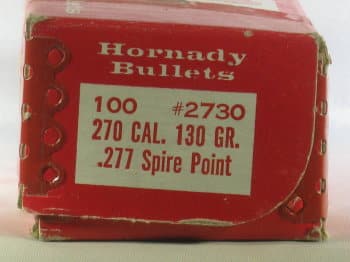 Hornady
Bullets
100 #2730
270 CAL. 130 GR.
.277 Spire Point